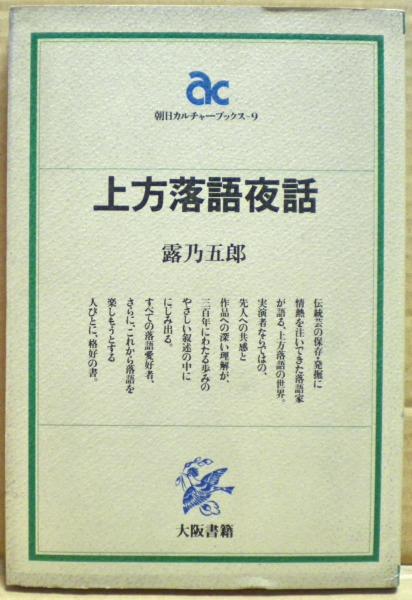 ac
朝日カルチャーブックス-9
上方落語夜話
露乃五郎
伝統芸の保存・発掘に
情熱を注いできた落語家
が語る、上方落語の世界。
実演者ならではの、
先人への共感と
作品への深い理解が、
三百年にわたる歩みの
やさしい叙述の中に
にじみ出る。
すべての落語愛好者、
さらに、これから落語を
楽しもうとする
人びとに、格好の書。
大阪書籍